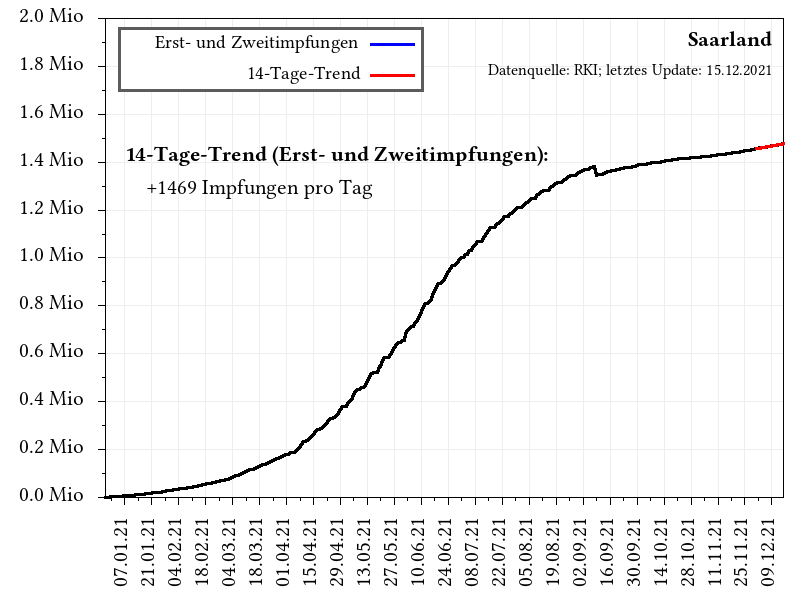 2.0 Mio
1.8 Mio
1.6 Mio
1.4 Mio
1.2 Mio
1.0 Mio
0.8 Mio
0.6 Mio
0.4 Mio
0.2 Mio
0.0 Mio
Erst- und Zweitimpfungen
14-Tage-Trend
Saarland
Datenquelle: RKI; letztes Update: 15.12.2021
14-Tage-Trend (Erst- und Zweitimpfungen):
+1469 Impfungen pro Tag
07.01.21
21.01.21
04.02.21
18.02.21
04.03.21
18.03.21
01.04.21
15.04.21
29.04.21
13.05.21
27.05.21
10.06.21
24.06.21
08.07.21
22.07.21
05.08.21
19.08.21
02.09.21
16.09.21
30.09.21
14.10.21
28.10.21
11.11.21
25.11.21
09.12.21